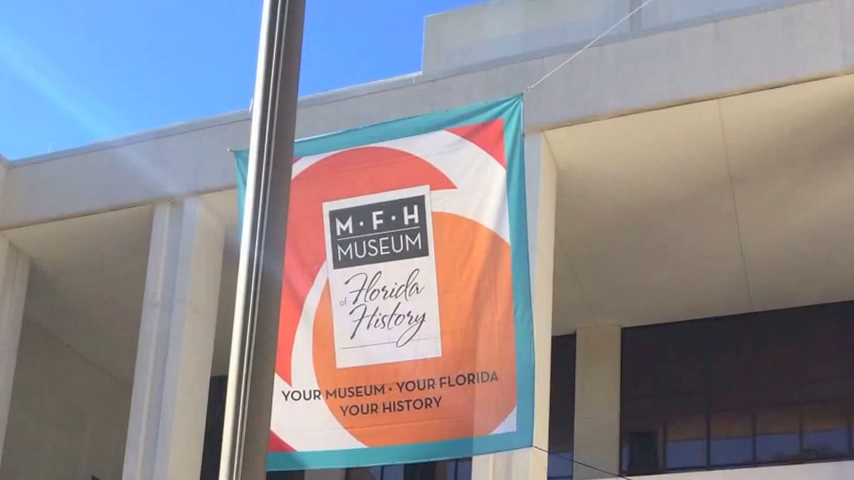 M·F·H
MUSEUM
of Florida
History
YOUR MUSEUM · YOUR FLORIDA
YOUR HISTORY